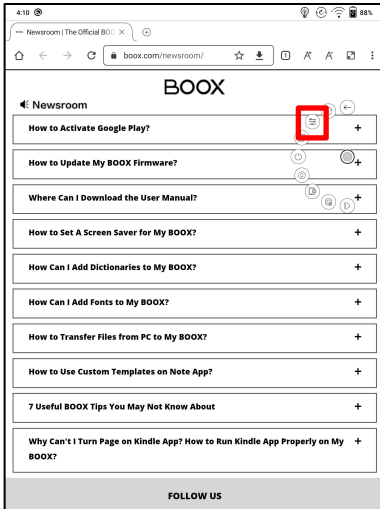 4:10 88%
Newsroom | The Official BOO
boox.com/newsroom/ 1 A+ A-
BOOX
Newsroom
How to Activate Google Play? +
How to Update My BOOX Firmware? +
Where Can I Download the User Manual? +
How to Set A Screen Saver for My BOOX? +
How Can I Add Dictionaries to My BOOX? +
How Can I Add Fonts to My BOOX? +
How to Transfer Files from PC to My BOOX? +
How to Use Custom Templates on Note App? +
7 Useful BOOX Tips You May Not Know About +
Why Can't I Turn Page on Kindle App? How to Run Kindle App Properly on My +
BOOX?
FOLLOW US